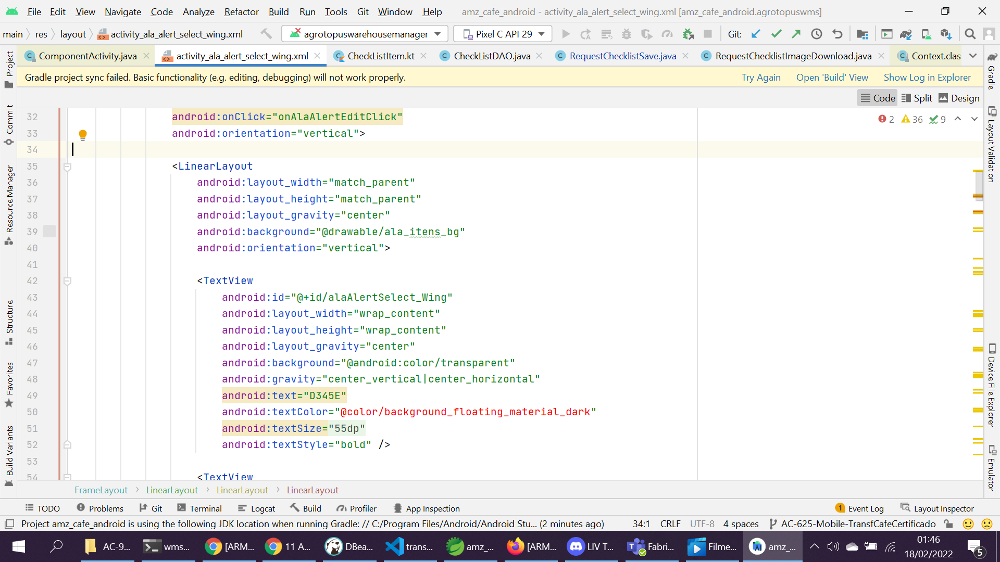 File Edit View Navigate Code Analyze Refactor Build Run Tools Git Window Help amz_cafe_android - activity_ala_alert_select_wing.xml [amz_cafe_android.agrotopuswms]
main res layout activity_ala_alert_select_wing.xml agrotopuswarehousemanager Pixel C API 29 Git:
ComponentActivity.java activity_ala_alert_select_wing.xml CheckListItem.kt CheckListDAO.java RequestChecklistSave.java RequestChecklistImageDownload.java Context.clas
Gradle project sync failed. Basic functionality (e.g. editing, debugging) will not work properly. Try Again Open 'Build' View Show Log in Explorer
Code Split Design
2 36 9
32 android:onClick="onAlaAlertEditClick"
33 android:orientation="vertical">
34
35 <LinearLayout
36 android:layout_width="match_parent"
37 android:layout_height="match_parent"
38 android:layout_gravity="center"
39 android:background="@drawable/ala_itens_bg"
40 android:orientation="vertical">
41
42 <TextView
43 android:id="@+id/alaAlertSelect_Wing"
44 android:layout_width="wrap_content"
45 android:layout_height="wrap_content"
46 android:layout_gravity="center"
47 android:background="@android:color/transparent"
48 android:gravity="center_vertical|center_horizontal"
49 android:text="D345E"
50 android:textColor="@color/background_floating_material_dark"
51 android:textSize="55dp"
52 android:textStyle="bold" />
53
54 <TextView
Project
Commit
Resource Manager
Structure
Favorites
Build Variants
Gradle
Layout Validation
Device File Explorer
Emulator
FrameLayout LinearLayout LinearLayout LinearLayout
TODO Problems Git Terminal Logcat Build Profiler App Inspection 1 Event Log Layout Inspector
Project amz_cafe_android is using the following JDK location when running Gradle: // C:/Program Files/Android/Android Stu... (2 minutes ago) 34:1 CRLF UTF-8 4 spaces AC-625-Mobile-TransfCafeCertificado
AC-9... wms... [ARM... 11 A... DBea... trans... amz_... [ARM... LIV T... Fabri... Filme... amz_... 01:46
18/02/2022 5